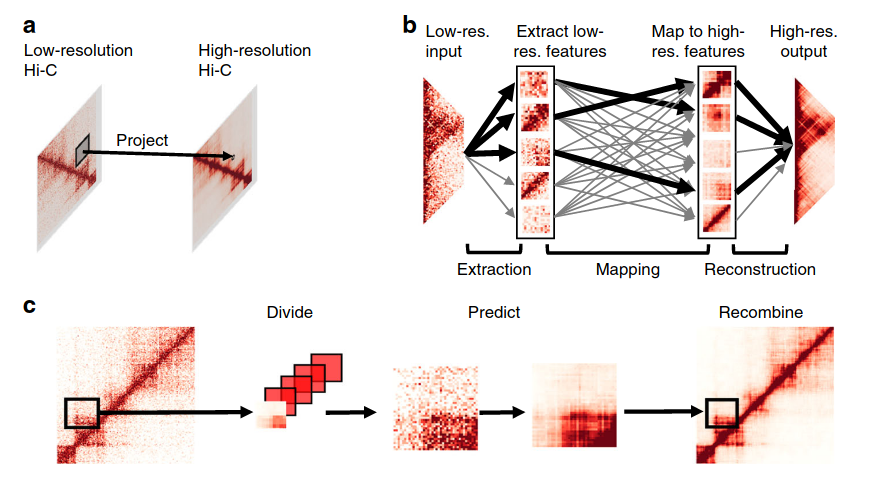 a
Low-resolution
Hi-C
High-resolution
Hi-C
Project
b
Low-res.
input
Extract low-
res. features
Map to high-
res. features
High-res.
output
Extraction
Mapping
Reconstruction
c
Divide
Predict
Recombine